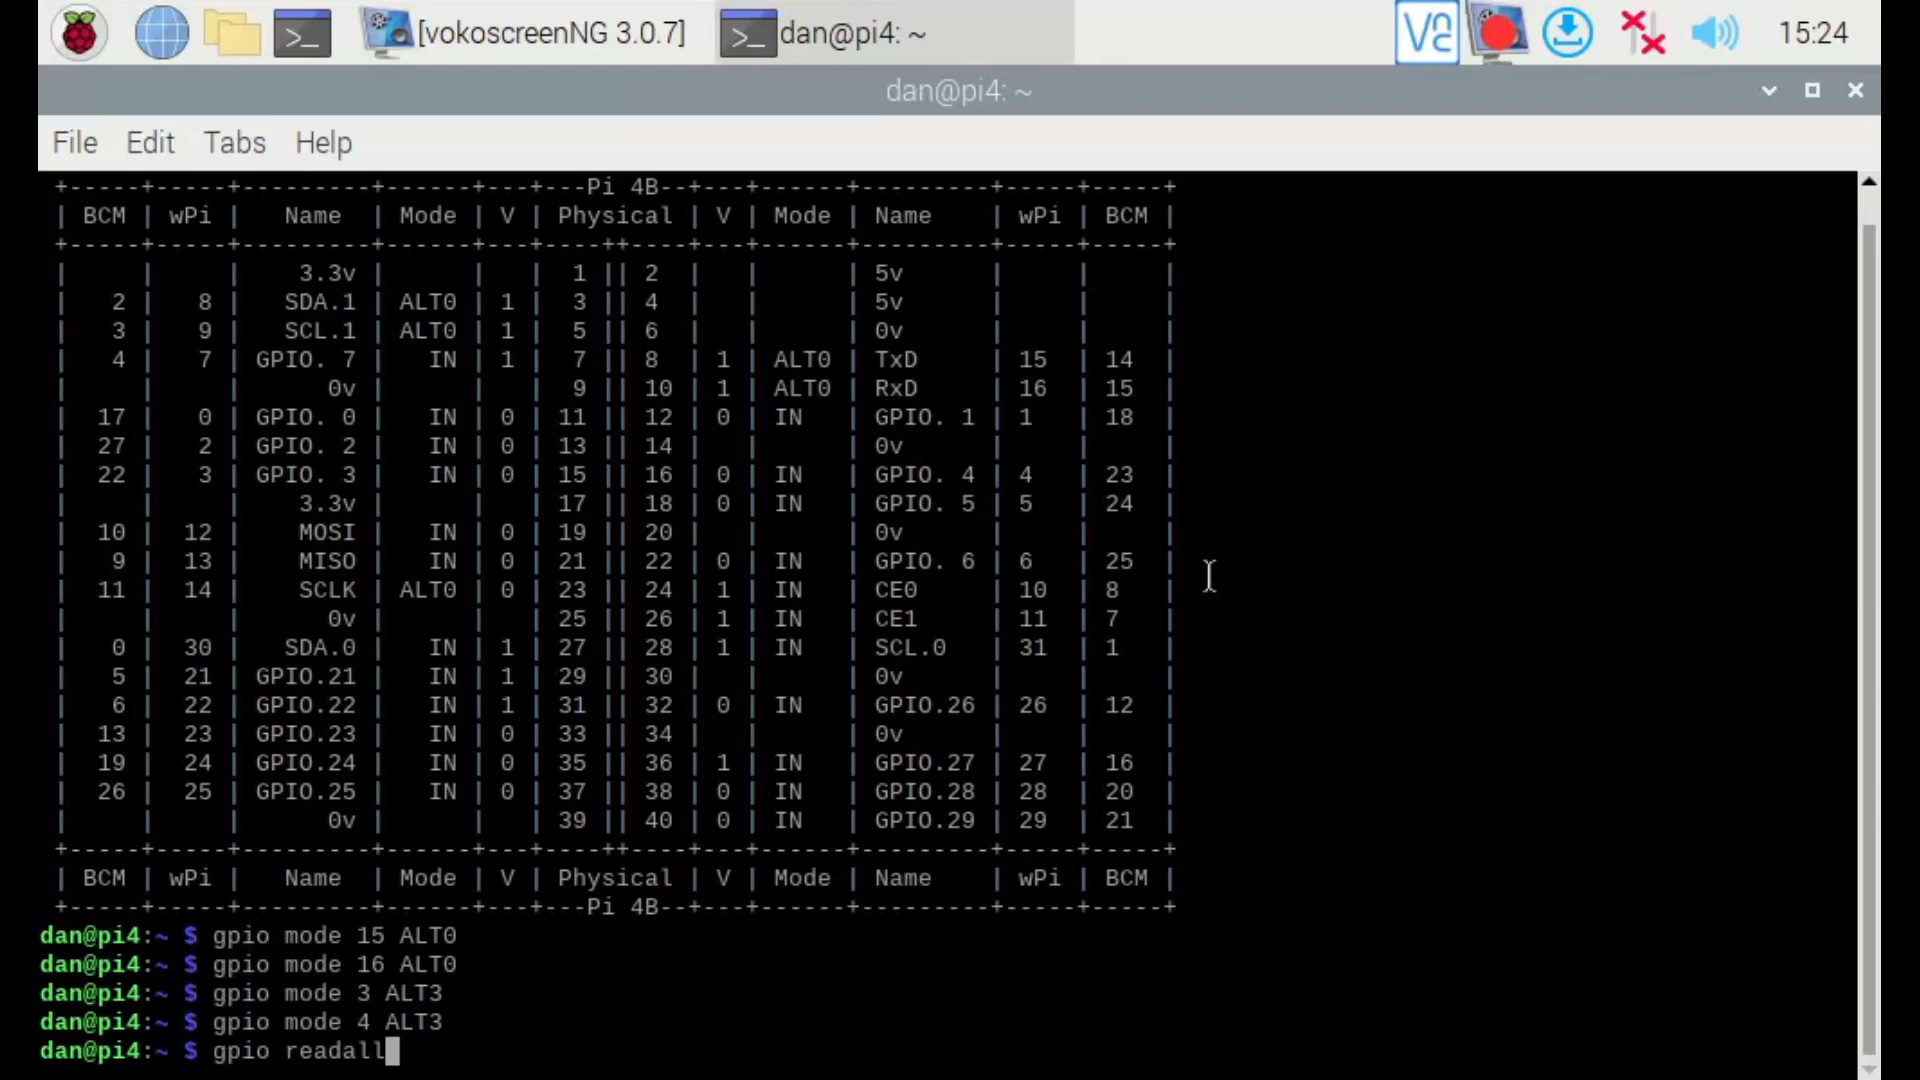 [vokoscreenNG 3.0.7] dan@pi4: ~ 15:24
dan@pi4: ~
File Edit Tabs Help
+-----+-----+---------+------+---+---Pi 4B--+---+------+---------+-----+-----+
| BCM | wPi |   Name  | Mode | V | Physical | V | Mode | Name    | wPi | BCM |
+-----+-----+---------+------+---+----++----+---+------+---------+-----+-----+
|     |     |    3.3v |      |   |  1 || 2  |   |      | 5v      |     |     |
|   2 |   8 |   SDA.1 | ALT0 | 1 |  3 || 4  |   |      | 5v      |     |     |
|   3 |   9 |   SCL.1 | ALT0 | 1 |  5 || 6  |   |      | 0v      |     |     |
|   4 |   7 | GPIO. 7 |   IN | 1 |  7 || 8  | 1 | ALT0 | TxD     | 15  | 14  |
|     |     |      0v |      |   |  9 || 10 | 1 | ALT0 | RxD     | 16  | 15  |
|  17 |   0 | GPIO. 0 |   IN | 0 | 11 || 12 | 0 | IN   | GPIO. 1 | 1   | 18  |
|  27 |   2 | GPIO. 2 |   IN | 0 | 13 || 14 |   |      | 0v      |     |     |
|  22 |   3 | GPIO. 3 |   IN | 0 | 15 || 16 | 0 | IN   | GPIO. 4 | 4   | 23  |
|     |     |    3.3v |      |   | 17 || 18 | 0 | IN   | GPIO. 5 | 5   | 24  |
|  10 |  12 |    MOSI |   IN | 0 | 19 || 20 |   |      | 0v      |     |     |
|   9 |  13 |    MISO |   IN | 0 | 21 || 22 | 0 | IN   | GPIO. 6 | 6   | 25  |
|  11 |  14 |    SCLK | ALT0 | 0 | 23 || 24 | 1 | IN   | CE0     | 10  | 8   |
|     |     |      0v |      |   | 25 || 26 | 1 | IN   | CE1     | 11  | 7   |
|   0 |  30 |   SDA.0 |   IN | 1 | 27 || 28 | 1 | IN   | SCL.0   | 31  | 1   |
|   5 |  21 | GPIO.21 |   IN | 1 | 29 || 30 |   |      | 0v      |     |     |
|   6 |  22 | GPIO.22 |   IN | 1 | 31 || 32 | 0 | IN   | GPIO.26 | 26  | 12  |
|  13 |  23 | GPIO.23 |   IN | 0 | 33 || 34 |   |      | 0v      |     |     |
|  19 |  24 | GPIO.24 |   IN | 0 | 35 || 36 | 1 | IN   | GPIO.27 | 27  | 16  |
|  26 |  25 | GPIO.25 |   IN | 0 | 37 || 38 | 0 | IN   | GPIO.28 | 28  | 20  |
|     |     |      0v |      |   | 39 || 40 | 0 | IN   | GPIO.29 | 29  | 21  |
+-----+-----+---------+------+---+----++----+---+------+---------+-----+-----+
| BCM | wPi |   Name  | Mode | V | Physical | V | Mode | Name    | wPi | BCM |
+-----+-----+---------+------+---+---Pi 4B--+---+------+---------+-----+-----+
dan@pi4:~ $ gpio mode 15 ALT0
dan@pi4:~ $ gpio mode 16 ALT0
dan@pi4:~ $ gpio mode 3 ALT3
dan@pi4:~ $ gpio mode 4 ALT3
dan@pi4:~ $ gpio readall